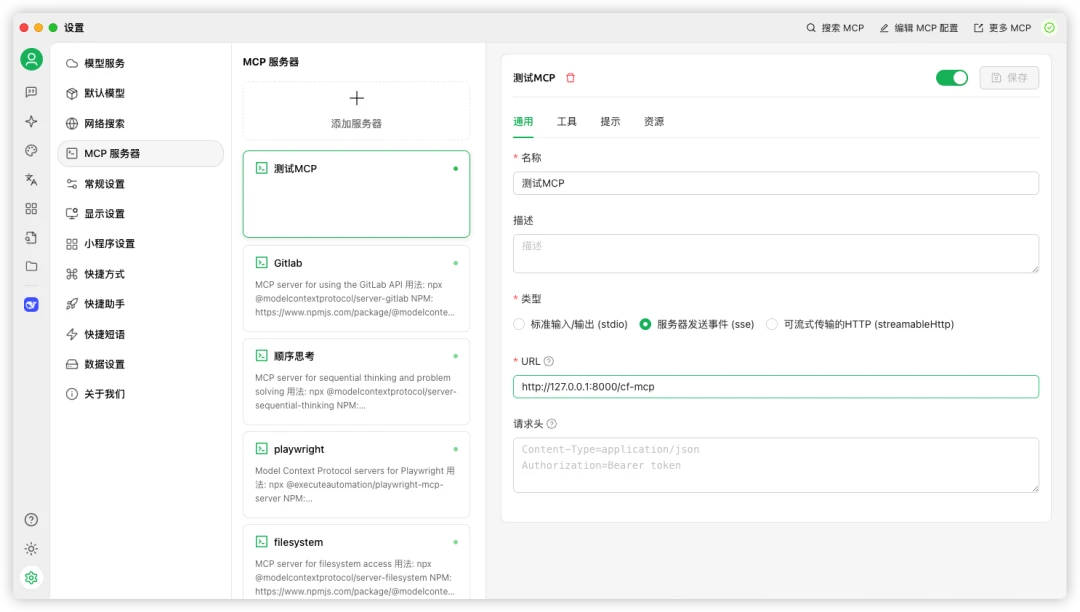 设置
搜索 MCP
编辑 MCP 配置
更多 MCP
模型服务
默认模型
网络搜索
MCP 服务器
常规设置
显示设置
小程序设置
快捷方式
快捷助手
快捷短语
数据设置
关于我们
MCP 服务器
添加服务器
测试MCP
Gitlab
MCP server for using the GitLab API 用法: npx
@modelcontextprotocol/server-gitlab NPM:
https://www.npmjs.com/package/@modelconte...
顺序思考
MCP server for sequential thinking and problem
solving 用法: npx @modelcontextprotocol/server-
sequential-thinking NPM:...
playwright
Model Context Protocol servers for Playwright 用
法: npx @executeautomation/playwright-mcp-
server NPM:...
filesystem
MCP server for filesystem access 用法: npx
@modelcontextprotocol/server-filesystem NPM:
https://www.npmjs.com/package/@modelconte...
测试MCP
保存
通用
工具
提示
资源
* 名称
测试MCP
描述
描述
* 类型
标准输入/输出 (stdio)
服务器发送事件 (sse)
可流式传输的HTTP (streamableHttp)
* URL
http://127.0.0.1:8000/cf-mcp
请求头
Content-Type=application/json
Authorization=Bearer token